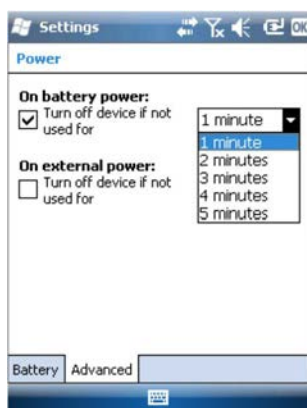 Settings
OK
Power
On battery power:
Turn off device if not
used for
1 minute
1 minute
2 minutes
3 minutes
4 minutes
5 minutes
On external power:
Turn off device if not
used for
Battery Advanced